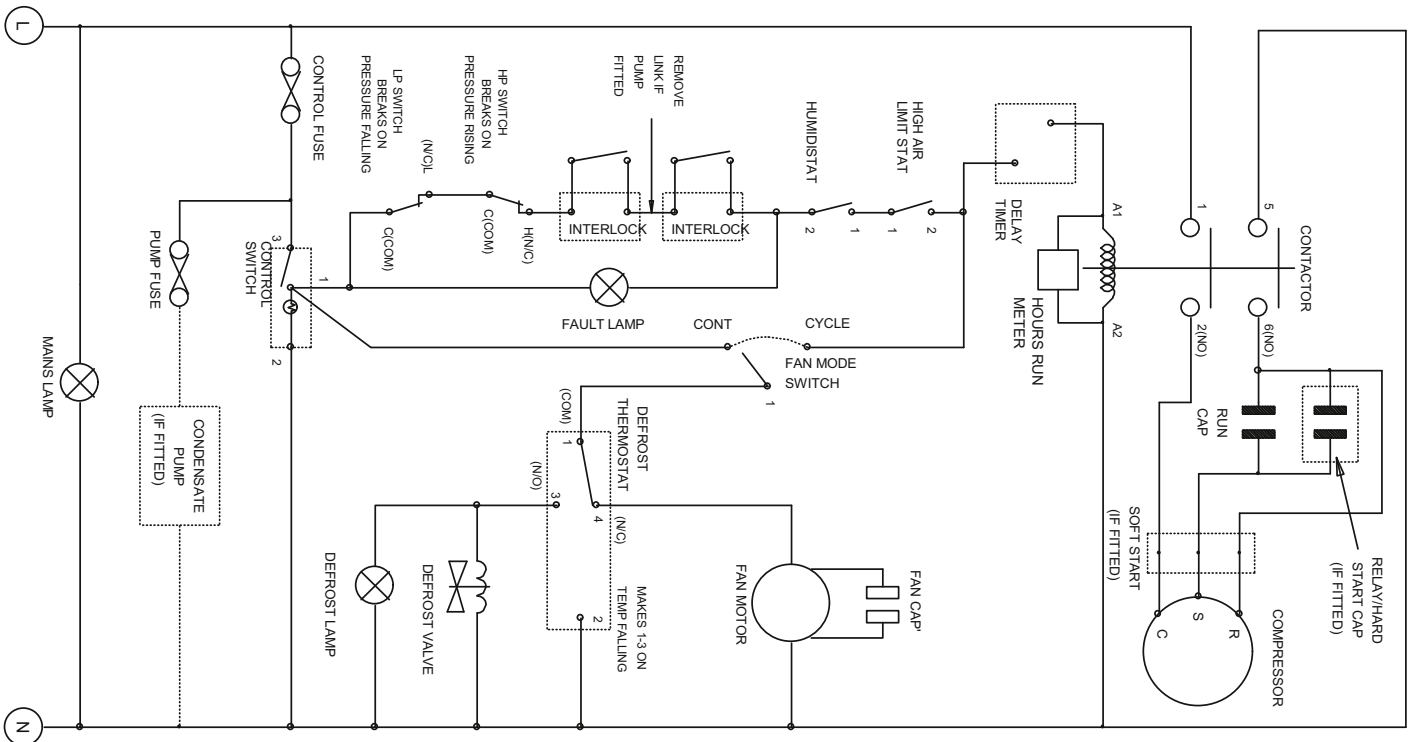 L
MAINS LAMP
N
CONTROL FUSE
PUMP FUSE
CONDENSATE
PUMP
(IF FITTED)
3
CONTROL
SWITCH
1
2
LP SWITCH
BREAKS ON
PRESSURE FALLING
C(COM)
(N/C)L
HP SWITCH
BREAKS ON
PRESSURE RISING
C(COM)
H(N/C)
REMOVE
LINK IF
PUMP
FITTED
INTERLOCK
INTERLOCK
FAULT LAMP
HUMIDISTAT
2
1
HIGH AIR
LIMIT STAT
1
2
DELAY
TIMER
CONT
CYCLE
FAN MODE
SWITCH
1
DEFROST
THERMOSTAT
(COM)
1
(N/O)
3
4
(N/C)
2
MAKES 1-3 ON
TEMP FALLING
DEFROST LAMP
DEFROST VALVE
FAN MOTOR
FAN CAP'
A1
A2
HOURS RUN
METER
CONTACTOR
1
5
2(NO)
6(NO)
RUN
CAP
RELAY/HARD
START CAP
(IF FITTED)
SOFT START
(IF FITTED)
COMPRESSOR
C
S
R